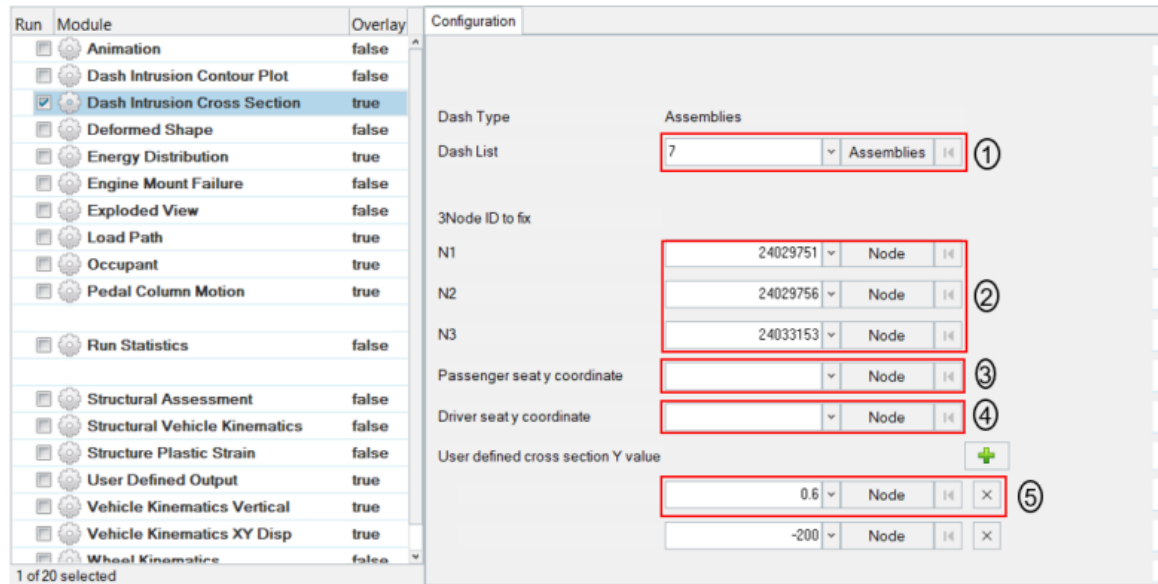 Run Module Overlay
Animation false
Dash Intrusion Contour Plot false
Dash Intrusion Cross Section true
Deformed Shape false
Energy Distribution true
Engine Mount Failure false
Exploded View false
Load Path true
Occupant true
Pedal Column Motion true
Run Statistics false
Structural Assessment false
Structural Vehicle Kinematics false
Structure Plastic Strain false
User Defined Output true
Vehicle Kinematics Vertical true
Vehicle Kinematics XY Disp true
Wheel Kinematics false
1 of 20 selected
Configuration
Dash Type Assemblies
Dash List 7 Assemblies ①
3Node ID to fix
N1 24029751 Node
N2 24029756 Node ②
N3 24033153 Node
Passenger seat y coordinate Node ③
Driver seat y coordinate Node ④
User defined cross section Y value
0.6 Node ⑤
-200 Node